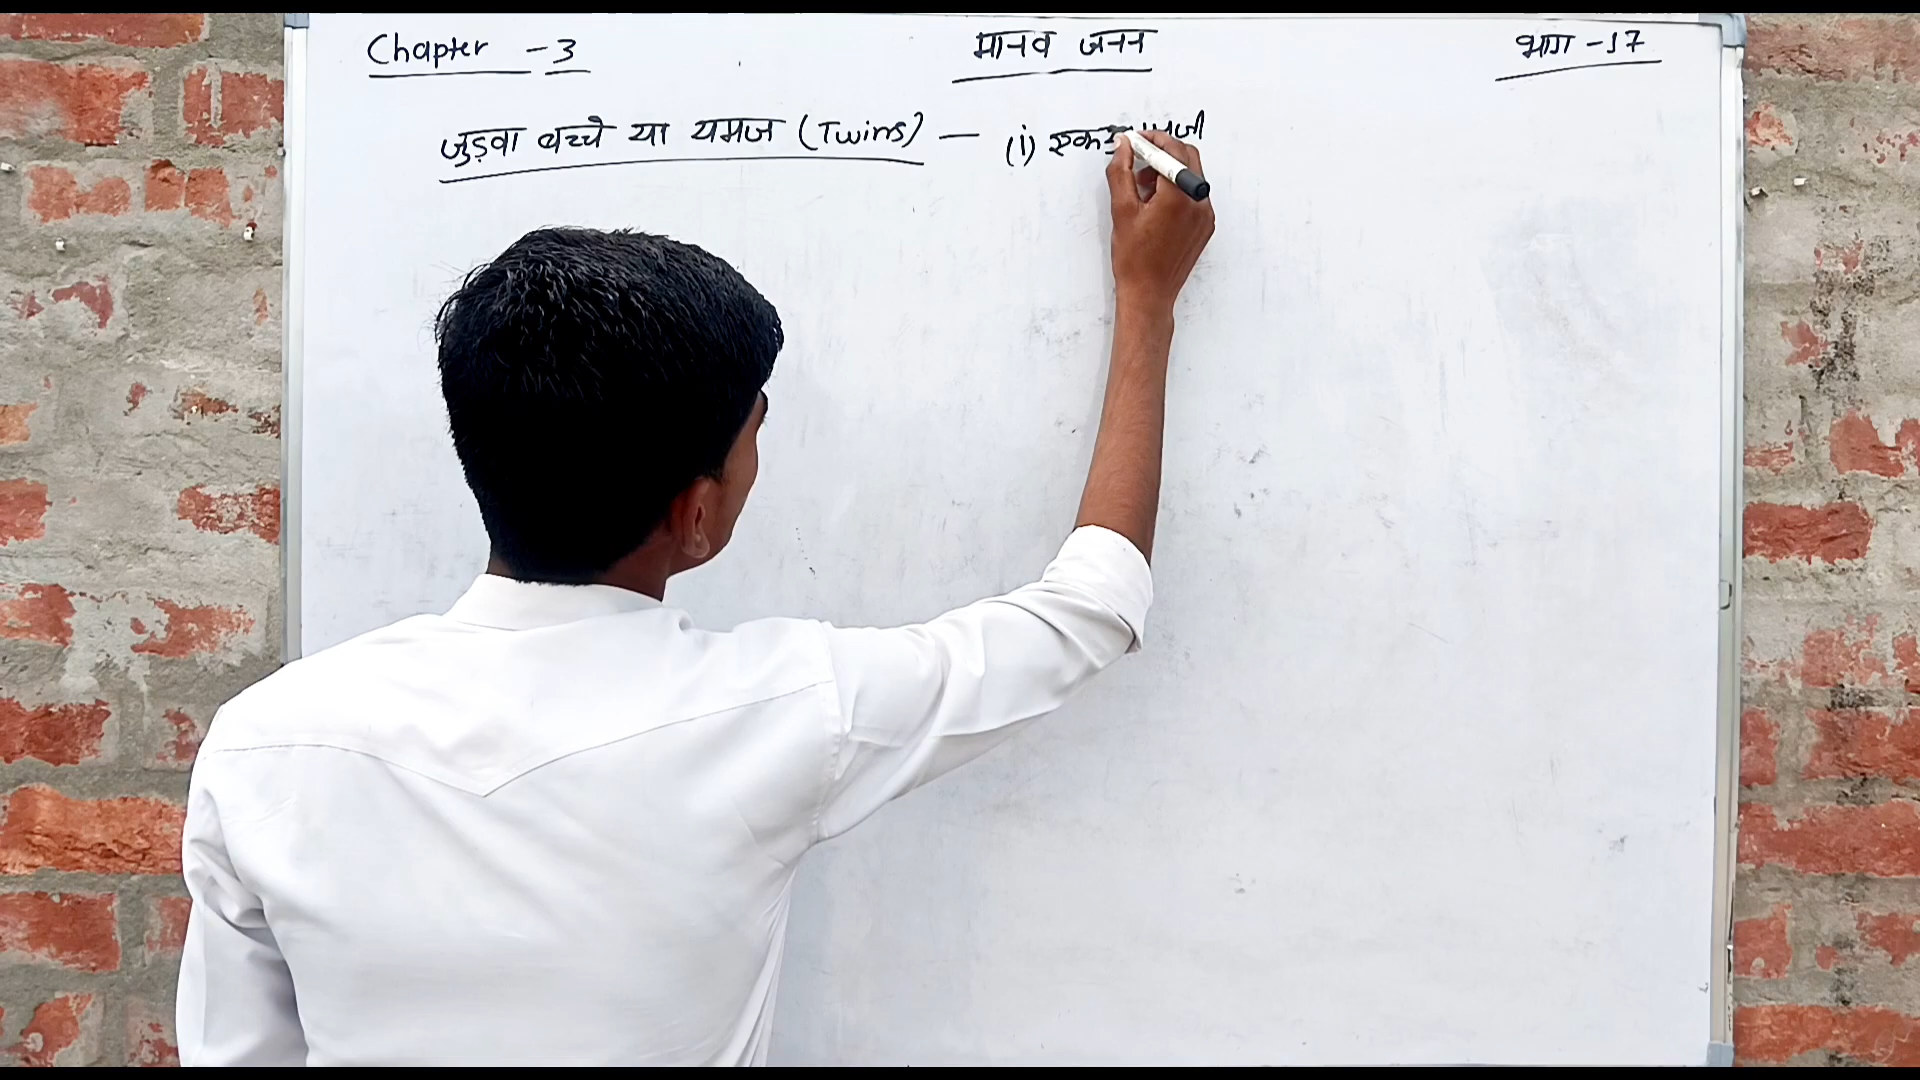 Chapter - 3 मानव जनन भाग - 17
जुड़वा बच्चे या यमज (Twins) — (i)